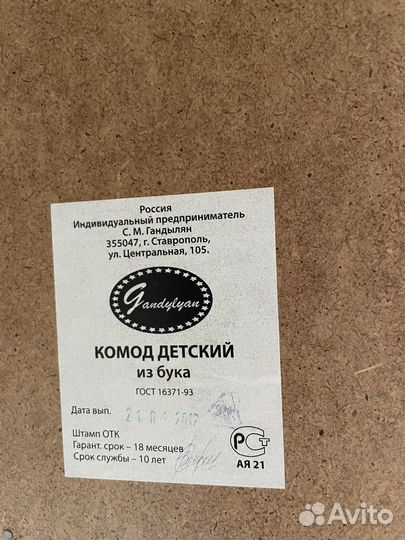 Россия
Индивидуальный предприниматель
С. М. Гандылян
355047, г. Ставрополь,
ул. Центральная, 105.
Gandylyan
КОМОД ДЕТСКИЙ
из бука
ГОСТ 16371-93
Дата вып.
Штамп ОТК
Гарант. срок – 18 месяцев
Срок службы – 10 лет
РСТ
АЯ 21
Avito